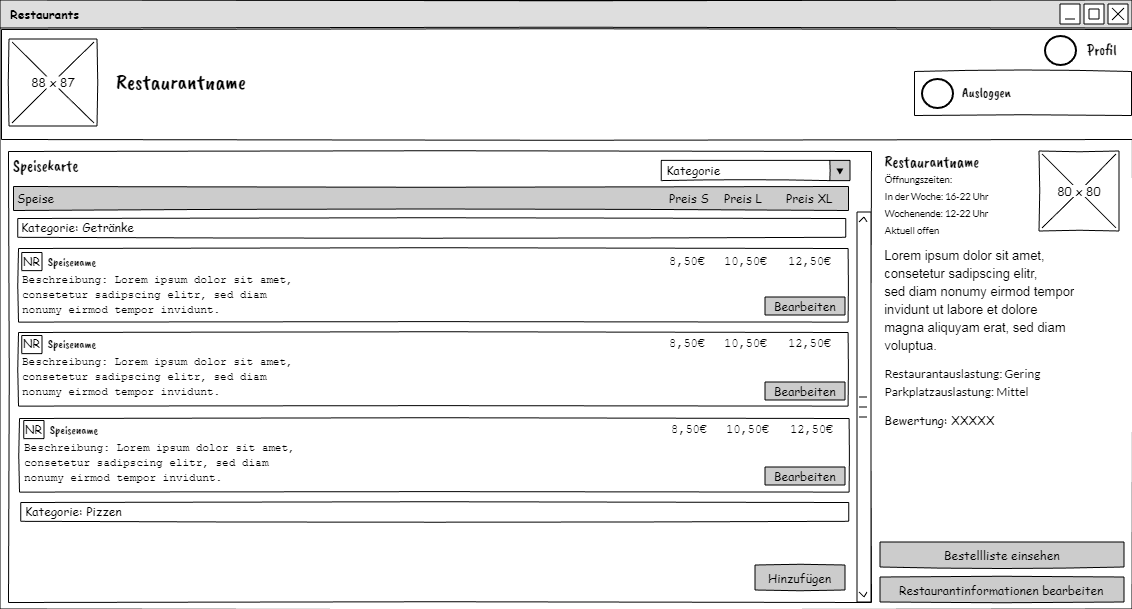 Restaurants
88 x 87
Restaurantname
Profil
Ausloggen
Speisekarte
Kategorie
Speise Preis S Preis L Preis XL
Kategorie: Getränke
NR Speisename 8,50€ 10,50€ 12,50€
Beschreibung: Lorem ipsum dolor sit amet,
consetetur sadipscing elitr, sed diam
nonumy eirmod tempor invidunt.
Bearbeiten
NR Speisename 8,50€ 10,50€ 12,50€
Beschreibung: Lorem ipsum dolor sit amet,
consetetur sadipscing elitr, sed diam
nonumy eirmod tempor invidunt.
Bearbeiten
NR Speisename 8,50€ 10,50€ 12,50€
Beschreibung: Lorem ipsum dolor sit amet,
consetetur sadipscing elitr, sed diam
nonumy eirmod tempor invidunt.
Bearbeiten
Kategorie: Pizzen
Hinzufügen
Restaurantname
Öffnungszeiten:
In der Woche: 16-22 Uhr
Wochenende: 12-22 Uhr
Aktuell offen
80 x 80
Lorem ipsum dolor sit amet,
consetetur sadipscing elitr,
sed diam nonumy eirmod tempor
invidunt ut labore et dolore
magna aliquyam erat, sed diam
voluptua.
Restaurantauslastung: Gering
Parkplatzauslastung: Mittel
Bewertung: XXXXX
Bestellliste einsehen
Restaurantinformationen bearbeiten